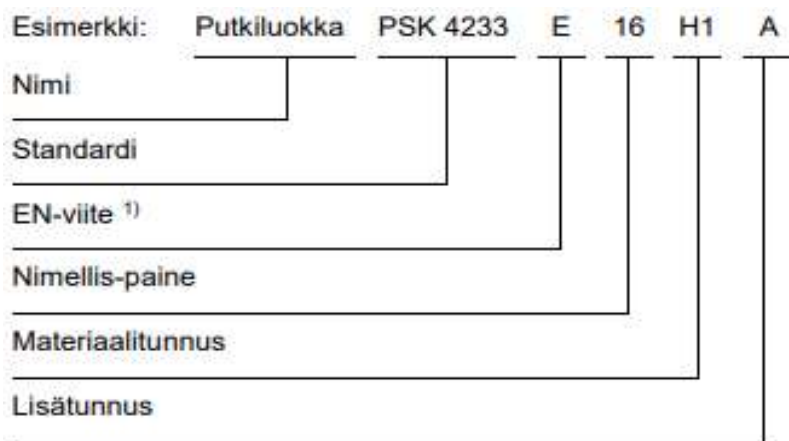 Esimerkki: Putkiluokka PSK 4233 E 16 H1 A
Nimi
Standardi
EN-viite 1)
Nimellis-paine
Materiaalitunnus
Lisätunnus